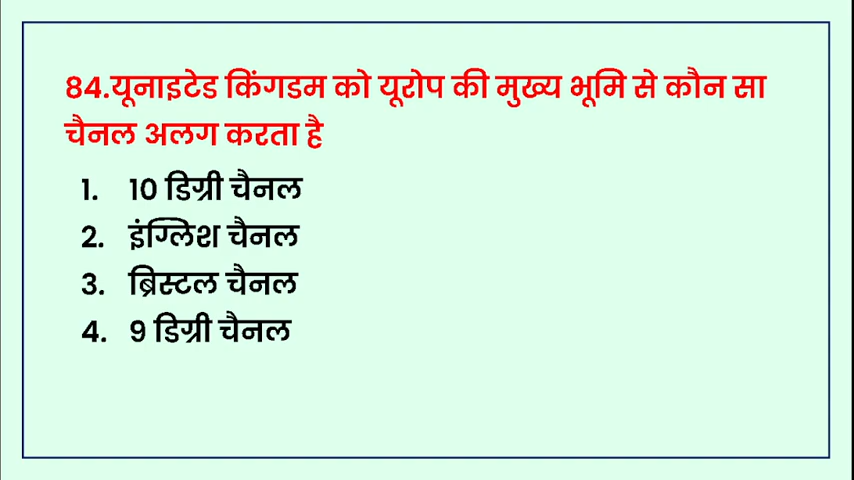 84.यूनाइटेड किंगडम को यूरोप की मुख्य भूमि से कौन सा
चैनल अलग करता है
1. 10 डिग्री चैनल
2. इंग्लिश चैनल
3. ब्रिस्टल चैनल
4. 9 डिग्री चैनल